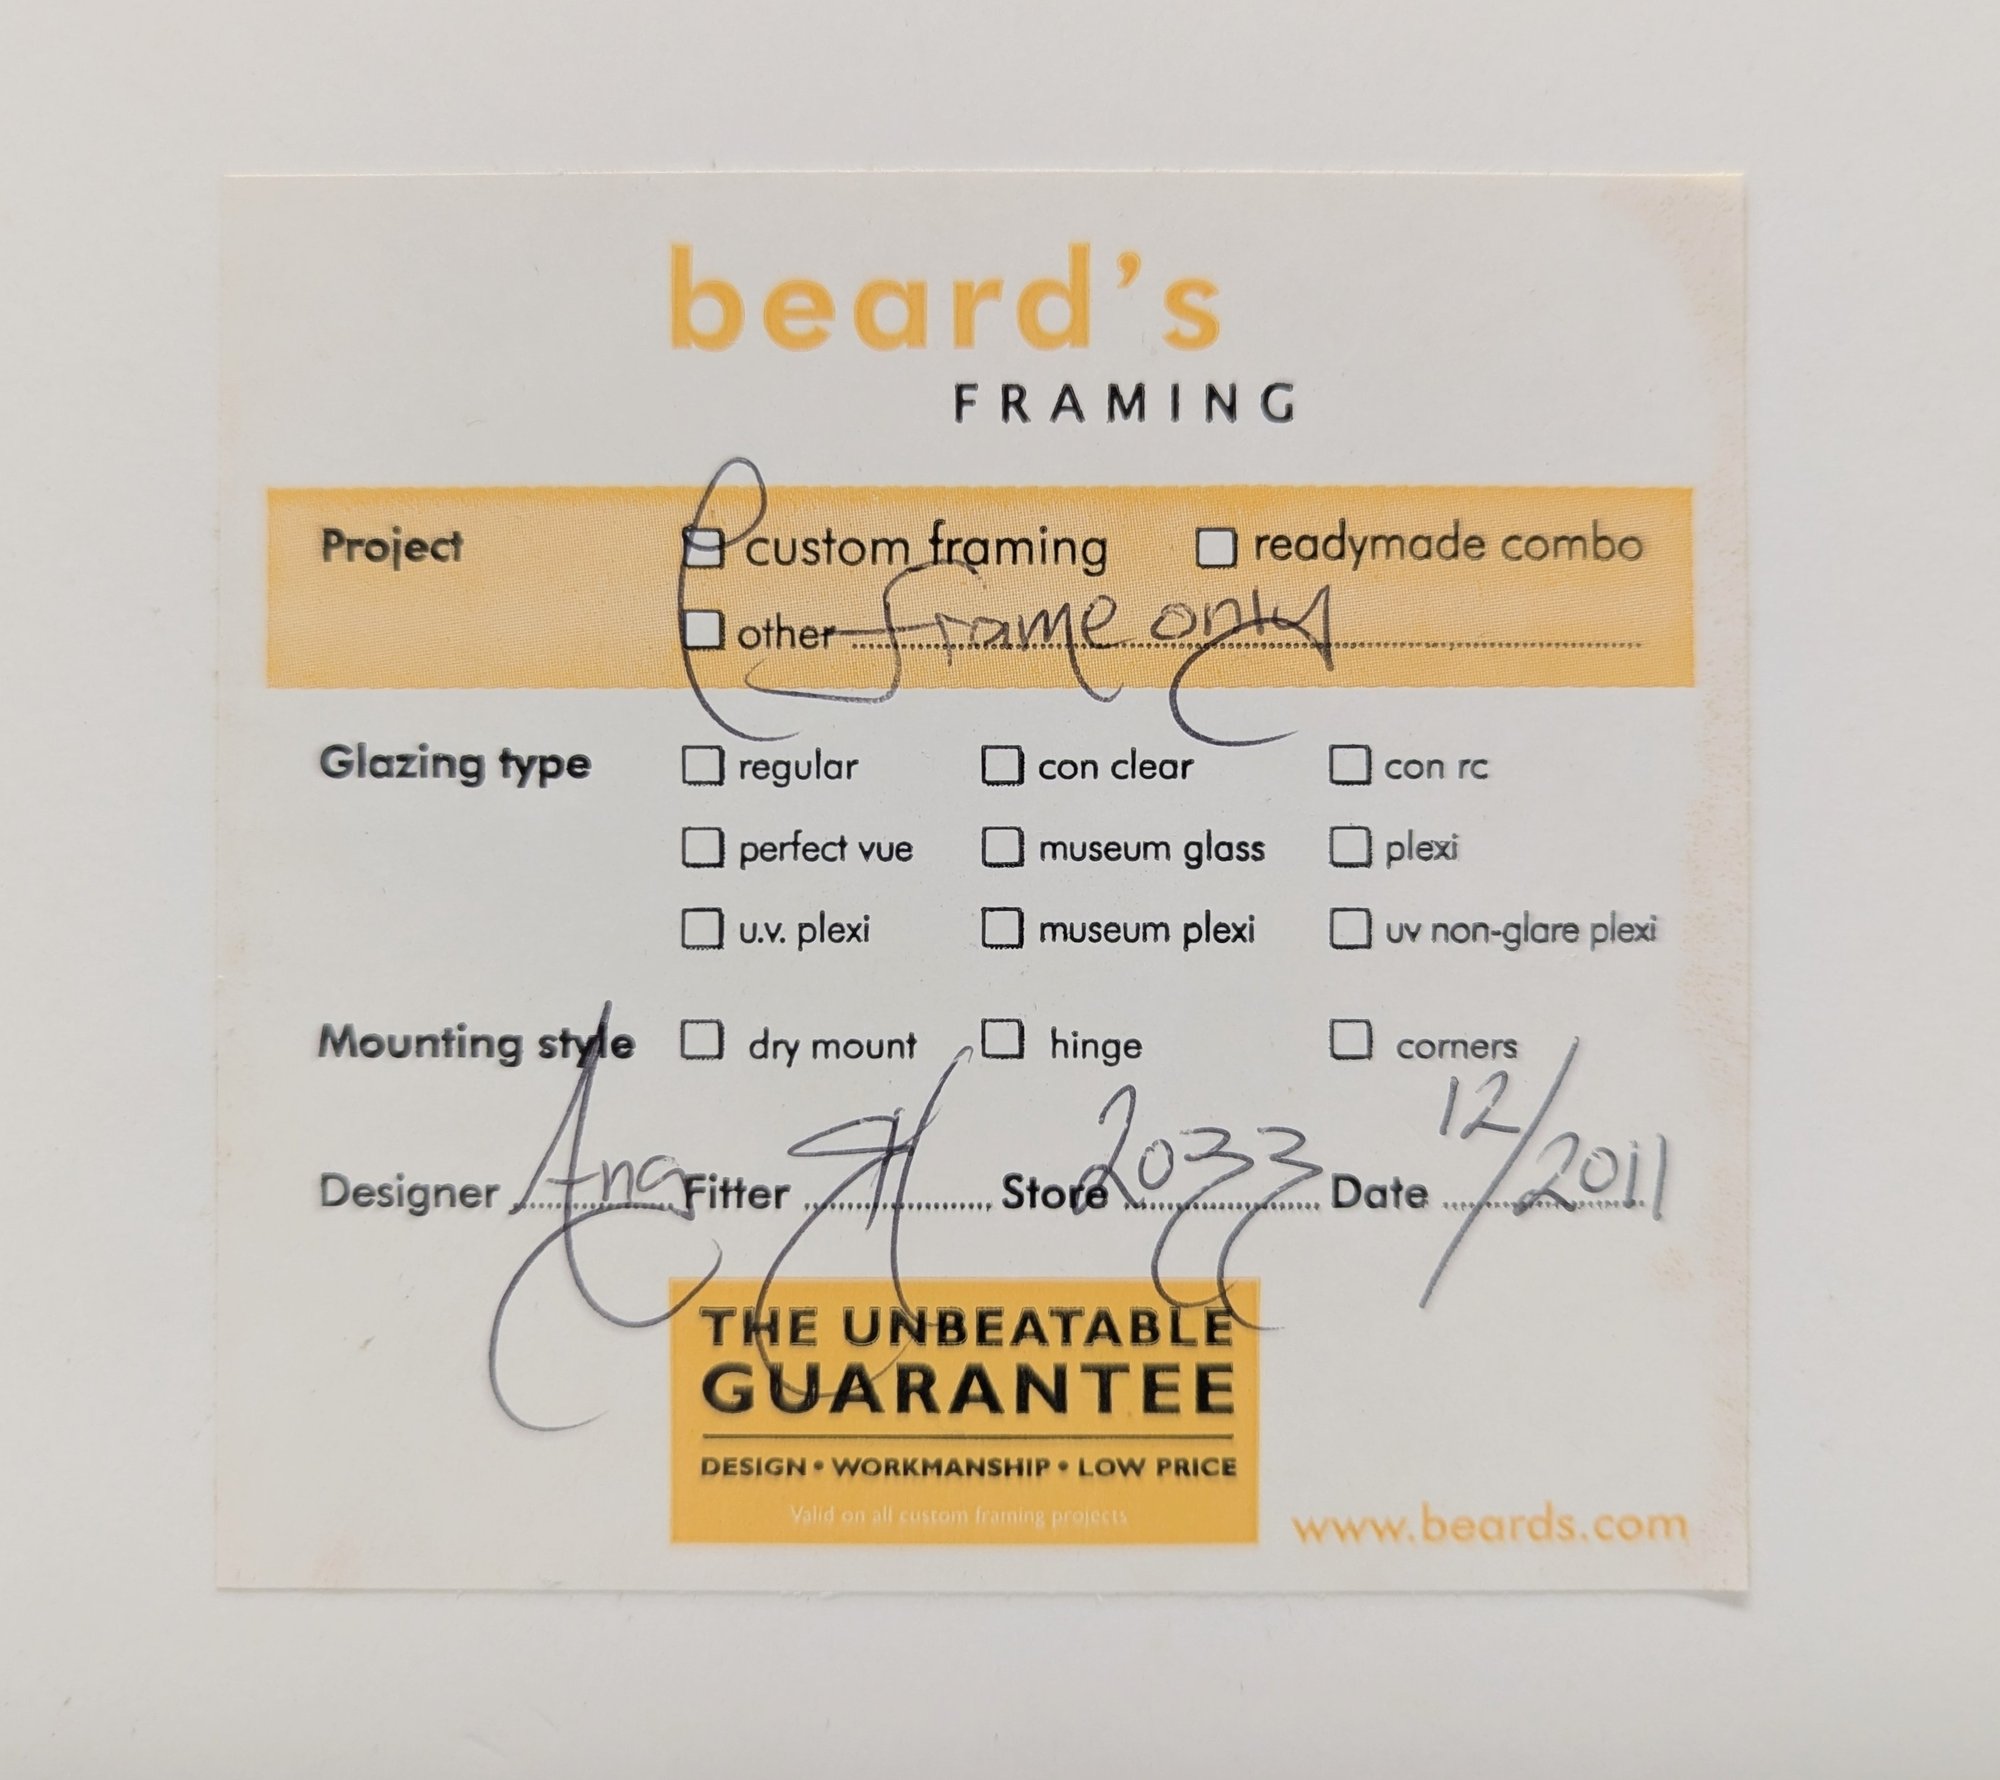 beard's
FRAMING
Project custom framing readymade combo
other frame only
Glazing type regular con clear con rc
perfect vue museum glass plexi
u.v. plexi museum plexi uv non-glare plexi
Mounting style dry mount hinge corners
Designer Ana Fitter Store 2033 Date 12/2011
THE UNBEATABLE
GUARANTEE
DESIGN • WORKMANSHIP • LOW PRICE
Valid on all custom framing projects
www.beards.com